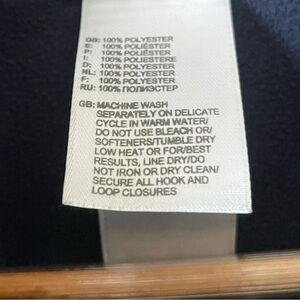 GB: 100% POLYESTER
E: 100% POLIÉSTER
P: 100% POLIÉSTER
I: 100% POLIESTERE
D: 100% POLYESTER
NL: 100% POLYESTER
F: 100% POLYESTER
RU: 100% ПОЛИЭСТЕР
GB: MACHINE WASH
SEPARATELY ON DELICATE
CYCLE IN WARM WATER/
DO NOT USE BLEACH OR/
SOFTENERS/TUMBLE DRY
LOW HEAT OR FOR/BEST
RESULTS, LINE DRY/DO
NOT IRON OR DRY CLEAN/
SECURE ALL HOOK AND
LOOP CLOSURES